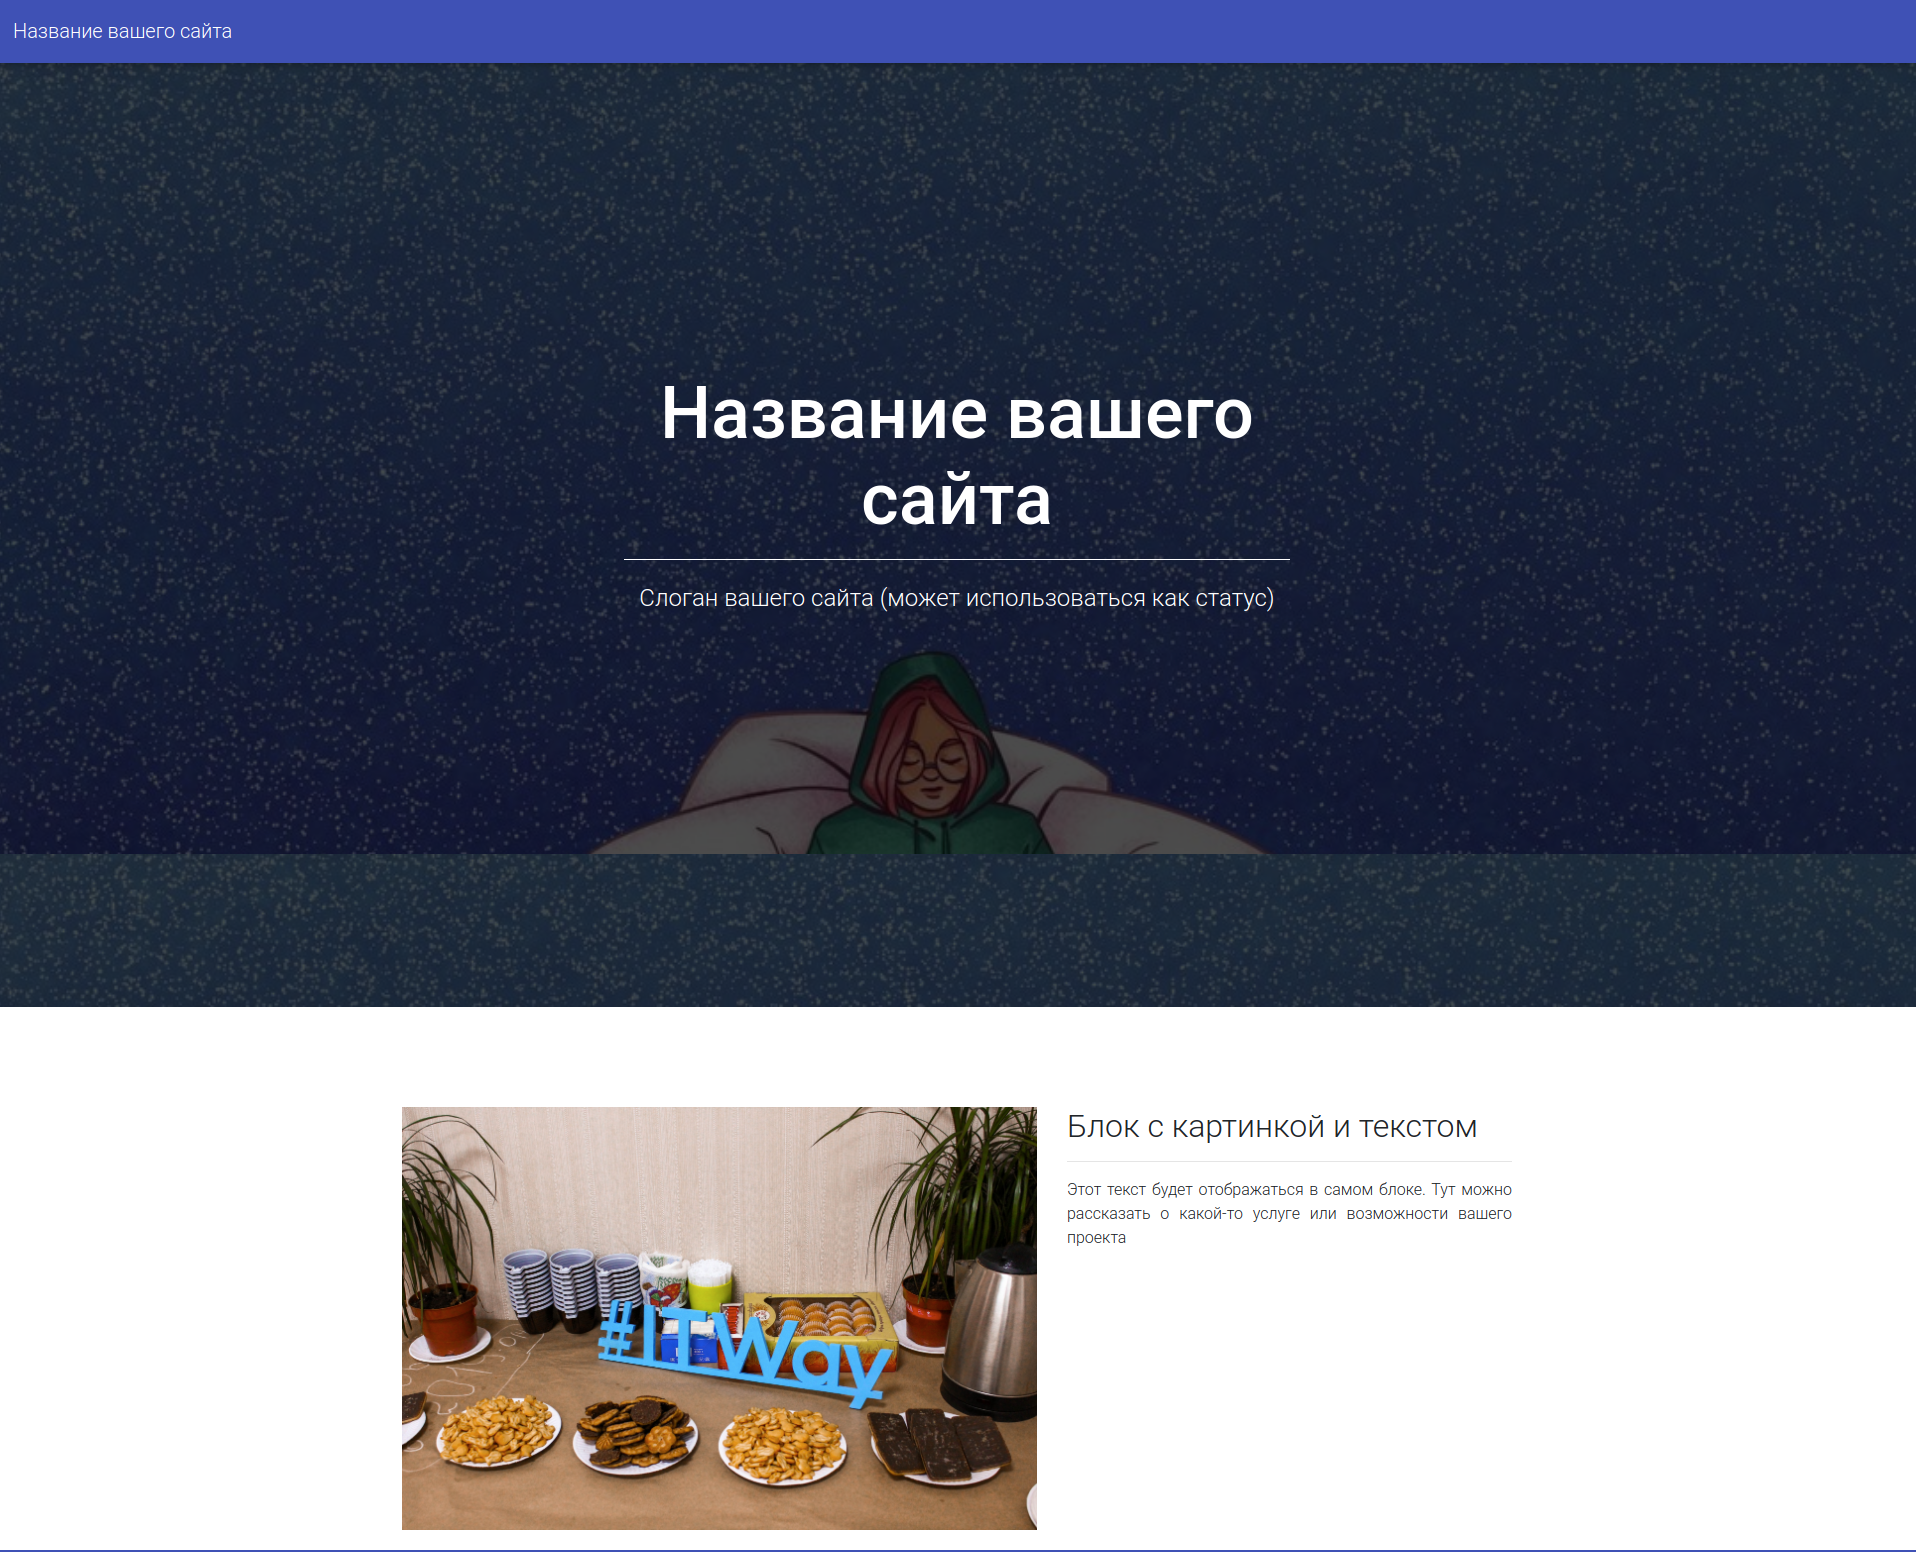 Название вашего сайта
Название вашего
сайта
Слоган вашего сайта (может использоваться как статус)
Блок с картинкой и текстом
Этот текст будет отображаться в самом блоке. Тут можно
рассказать о какой-то услуге или возможности вашего
проекта
#ITWay